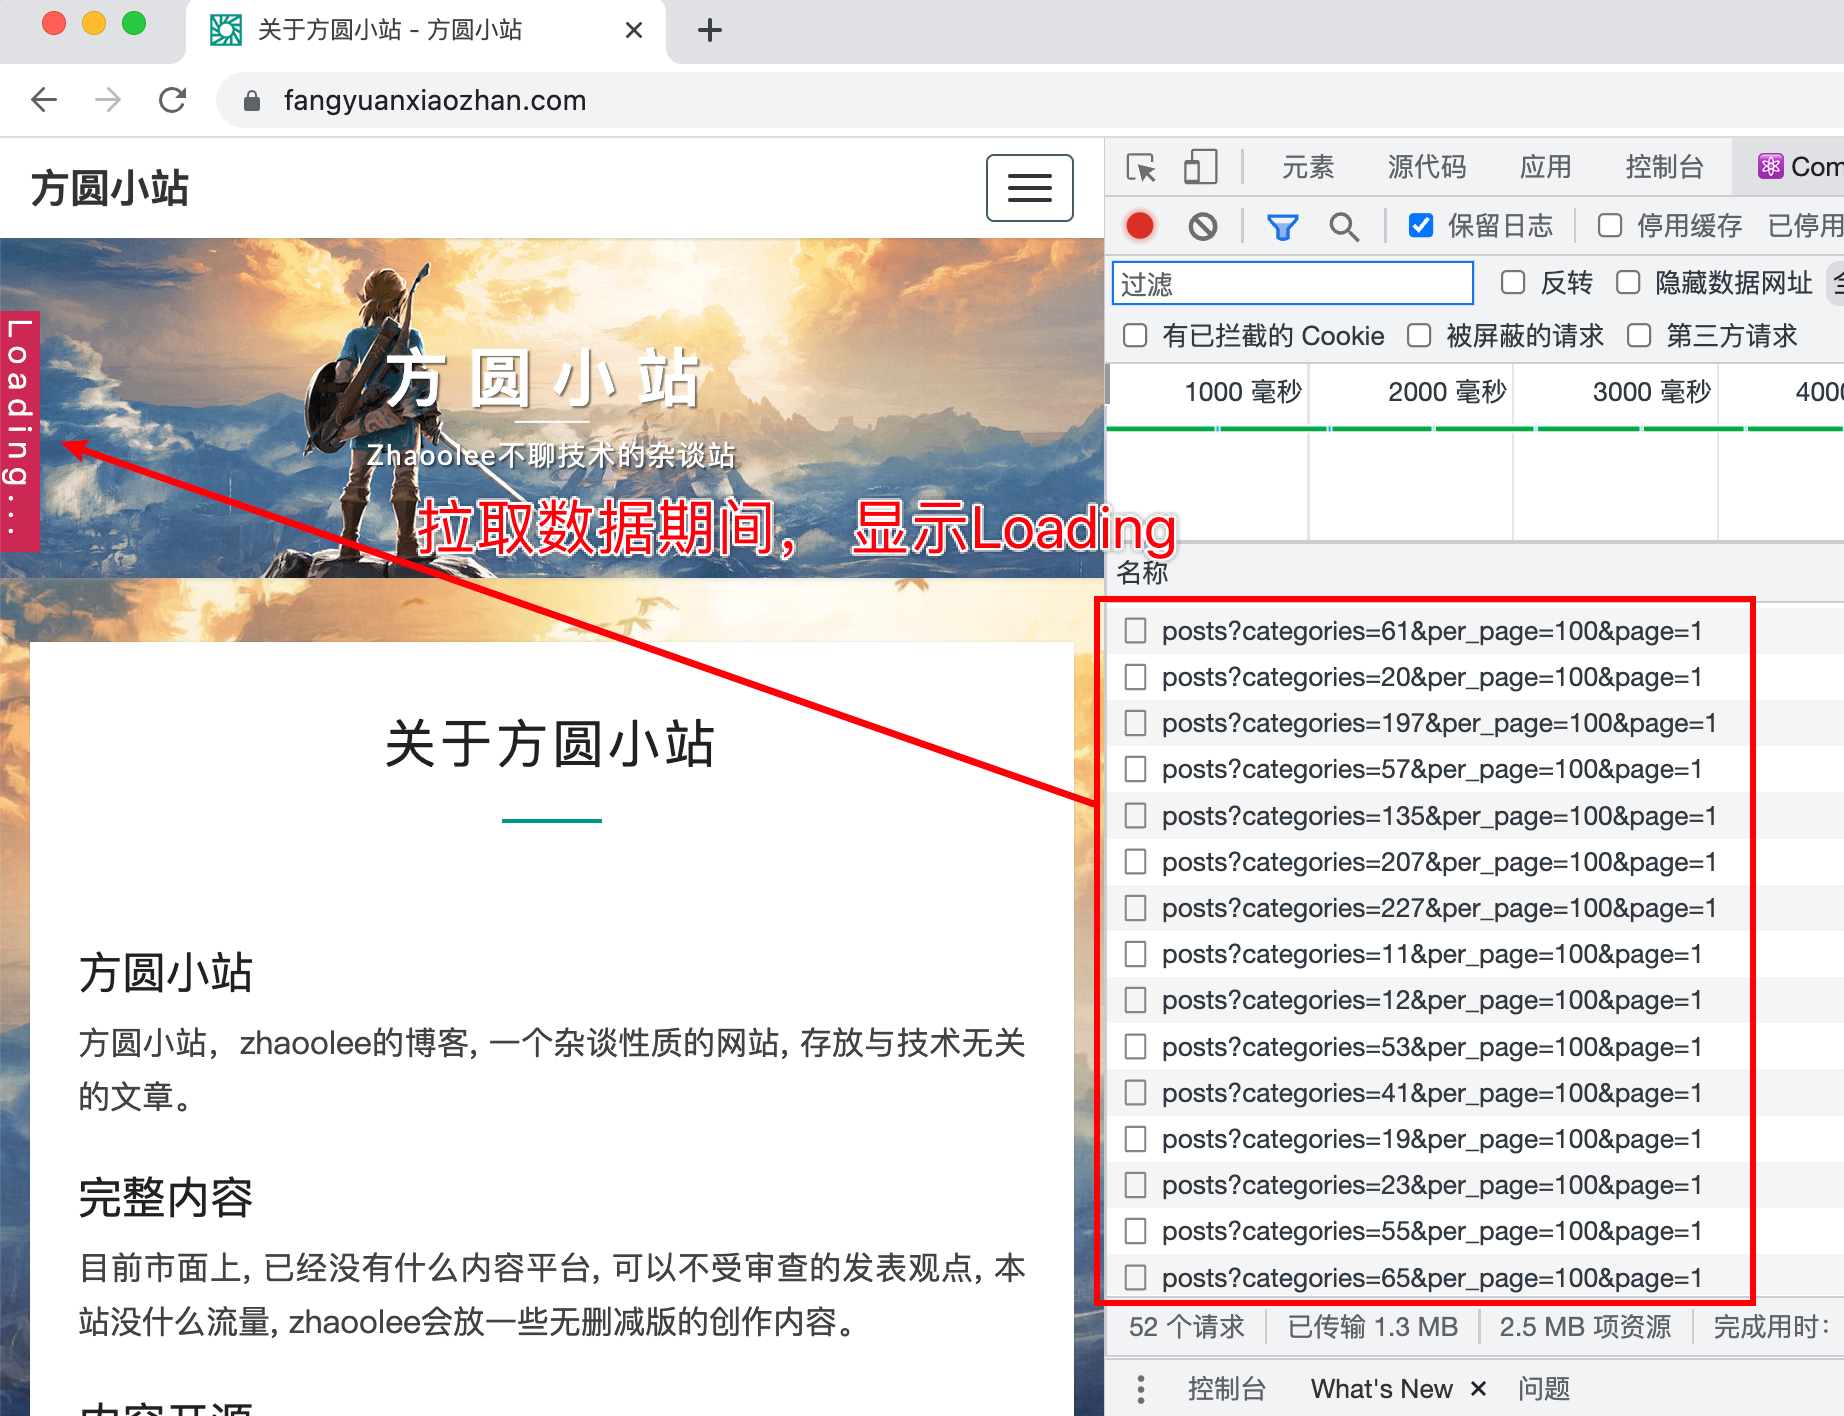 关于方圆小站 - 方圆小站
fangyuanxiaozhan.com
方圆小站
Loading...
方圆小站
Zhaoolee不聊技术的杂谈站
拉取数据期间， 显示Loading
关于方圆小站
方圆小站
方圆小站，zhaoolee的博客, 一个杂谈性质的网站, 存放与技术无关
的文章。
完整内容
目前市面上, 已经没有什么内容平台, 可以不受审查的发表观点, 本
站没什么流量, zhaoolee会放一些无删减版的创作内容。
内容开源
元素 源代码 应用 控制台 Com
保留日志 停用缓存 已停用
过滤 反转 隐藏数据网址
有已拦截的 Cookie 被屏蔽的请求 第三方请求
1000 毫秒 2000 毫秒 3000 毫秒 400
名称
posts?categories=61&per_page=100&page=1
posts?categories=20&per_page=100&page=1
posts?categories=197&per_page=100&page=1
posts?categories=57&per_page=100&page=1
posts?categories=135&per_page=100&page=1
posts?categories=207&per_page=100&page=1
posts?categories=227&per_page=100&page=1
posts?categories=11&per_page=100&page=1
posts?categories=12&per_page=100&page=1
posts?categories=53&per_page=100&page=1
posts?categories=41&per_page=100&page=1
posts?categories=19&per_page=100&page=1
posts?categories=23&per_page=100&page=1
posts?categories=55&per_page=100&page=1
posts?categories=65&per_page=100&page=1
52 个请求 已传输 1.3 MB 2.5 MB 项资源 完成用时：
控制台 What's New 问题